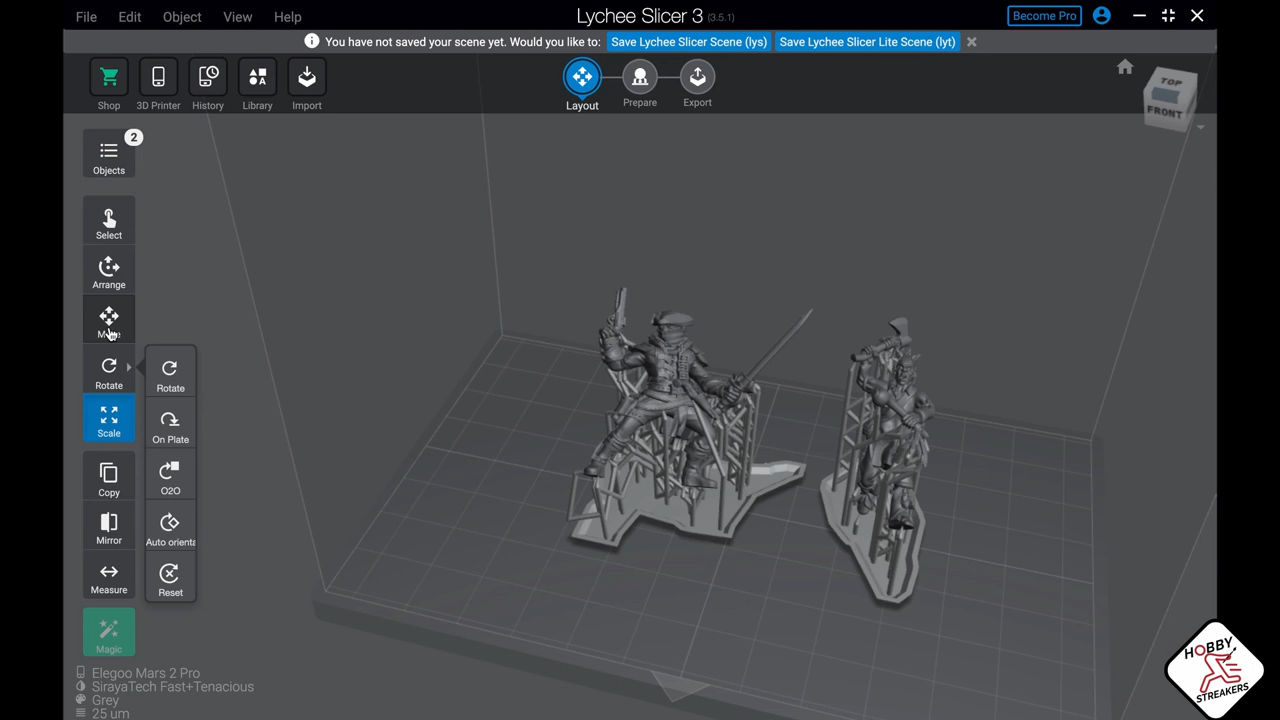 File Edit Object View Help
Lychee Slicer 3 (3.5.1)
Become Pro
You have not saved your scene yet. Would you like to: Save Lychee Slicer Scene (lys) Save Lychee Slicer Lite Scene (lyt)
Shop 3D Printer History Library Import
Layout Prepare Export
TOP
FRONT
2
Objects
Select
Arrange
Rotate
Scale
Copy
Mirror
Measure
Magic
Rotate
On Plate
O2O
Auto orienta
Reset
Elegoo Mars 2 Pro
SirayaTech Fast+Tenacious
Grey
25 um
HOBBY
STREAKERS